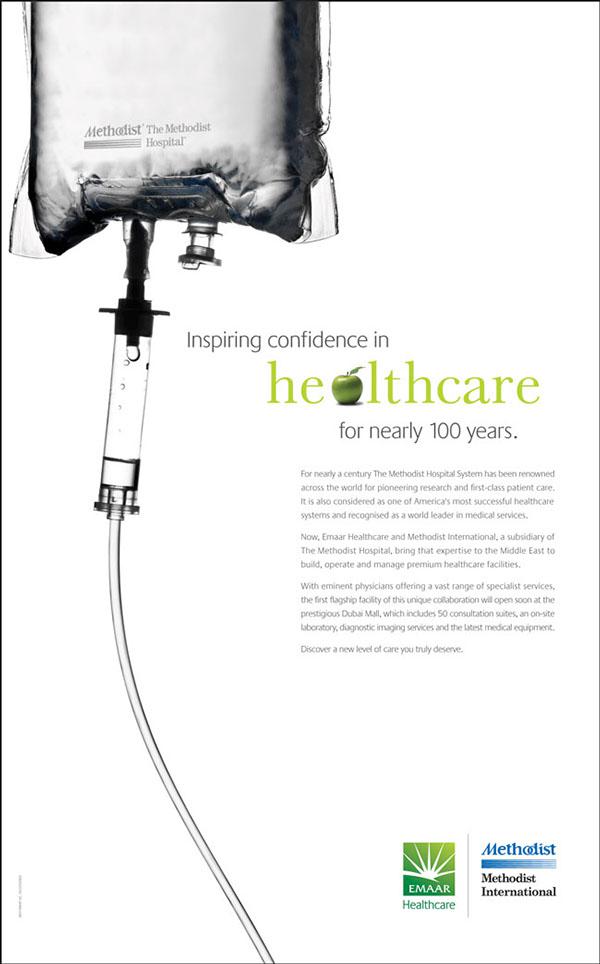 Methodist® The Methodist
Hospital℠
Inspiring confidence in
he lthcare
for nearly 100 years.
For nearly a century The Methodist Hospital System has been renowned
across the world for pioneering research and first-class patient care.
It is also considered as one of America's most successful healthcare
systems and recognised as a world leader in medical services.
Now, Emaar Healthcare and Methodist International, a subsidiary of
The Methodist Hospital, bring that expertise to the Middle East to
build, operate and manage premium healthcare facilities.
With eminent physicians offering a vast range of specialist services,
the first flagship facility of this unique collaboration will open soon at the
prestigious Dubai Mall, which includes 50 consultation suites, an on-site
laboratory, diagnostic imaging services and the latest medical equipment.
Discover a new level of care you truly deserve.
EMAAR
Healthcare
Methodist
Methodist
International